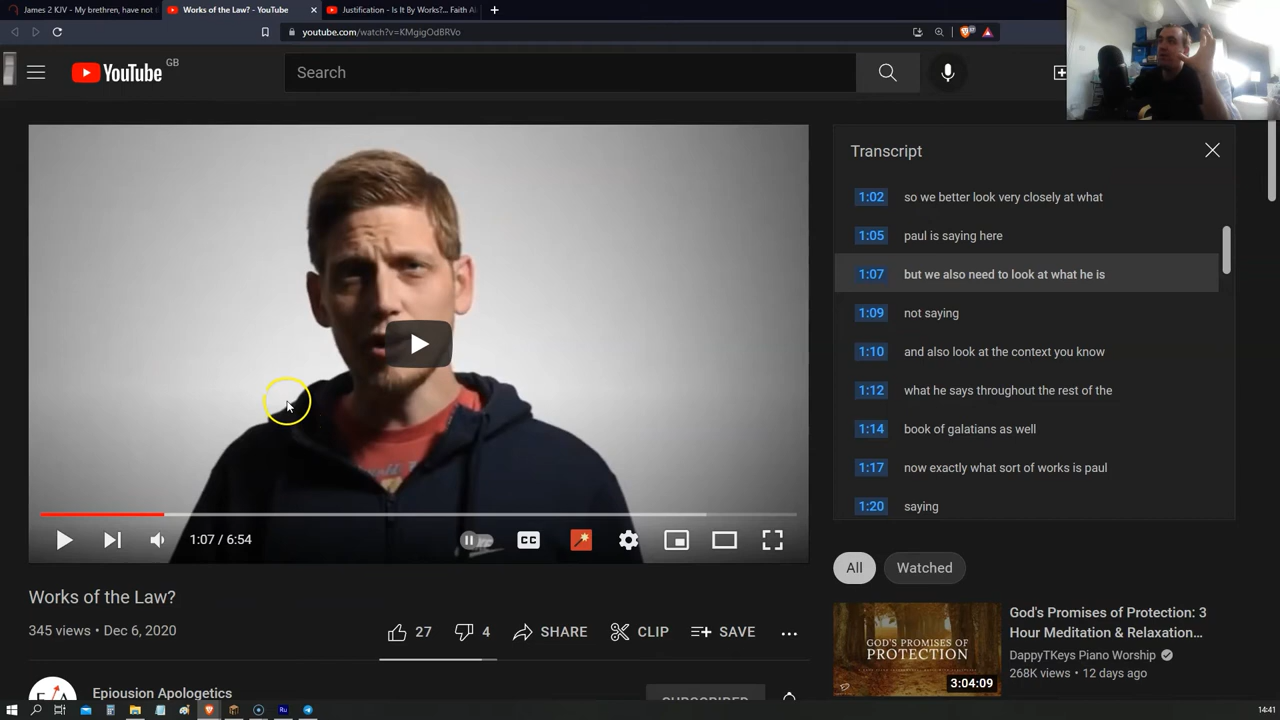 James 2 KJV - My brethren, have not
Works of the Law? - YouTube
Justification - Is It By Works?... Faith Al
youtube.com/watch?v=KMgigOd8RVo
YouTube GB
Search
Transcript
1:02 so we better look very closely at what
1:05 paul is saying here
1:07 but we also need to look at what he is
1:09 not saying
1:10 and also look at the context you know
1:12 what he says throughout the rest of the
1:14 book of galatians as well
1:17 now exactly what sort of works is paul
1:20 saying
1:07 / 6:54
CC
Works of the Law?
345 views • Dec 6, 2020
27 4 SHARE CLIP SAVE
Epiousion Apologetics
SUBSCRIBED
All Watched
GOD'S PROMISES OF
PROTECTION
3:04:09
God's Promises of Protection: 3
Hour Meditation & Relaxation...
DappyTKeys Piano Worship
268K views • 12 days ago
Ru
14:41